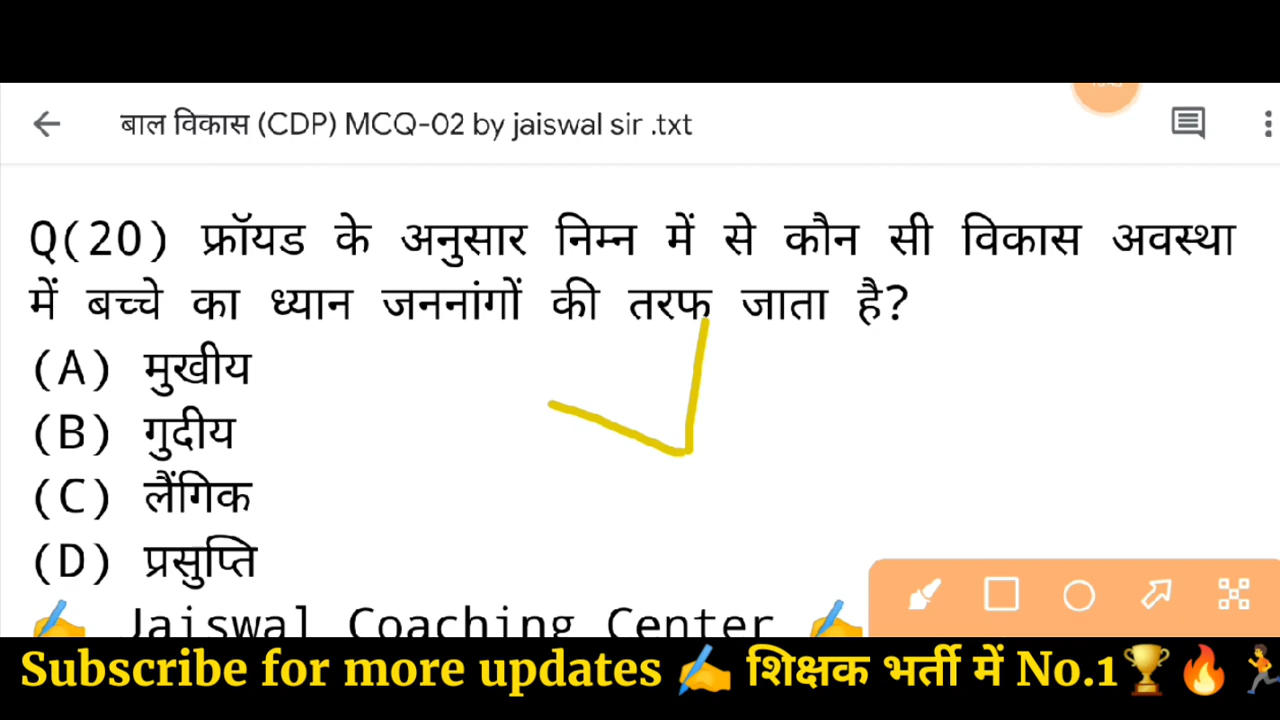 बाल विकास (CDP) MCQ-02 by jaiswal sir .txt
Q(20) फ्रॉयड के अनुसार निम्न में से कौन सी विकास अवस्था
में बच्चे का ध्यान जननांगों की तरफ जाता है?
(A) मुखीय
(B) गुदीय
(C) लैंगिक
(D) प्रसुप्ति
✍️ Jaiswal Coaching Center ✍️
Subscribe for more updates ✍️ शिक्षक भर्ती में No.1🏆🔥🏃